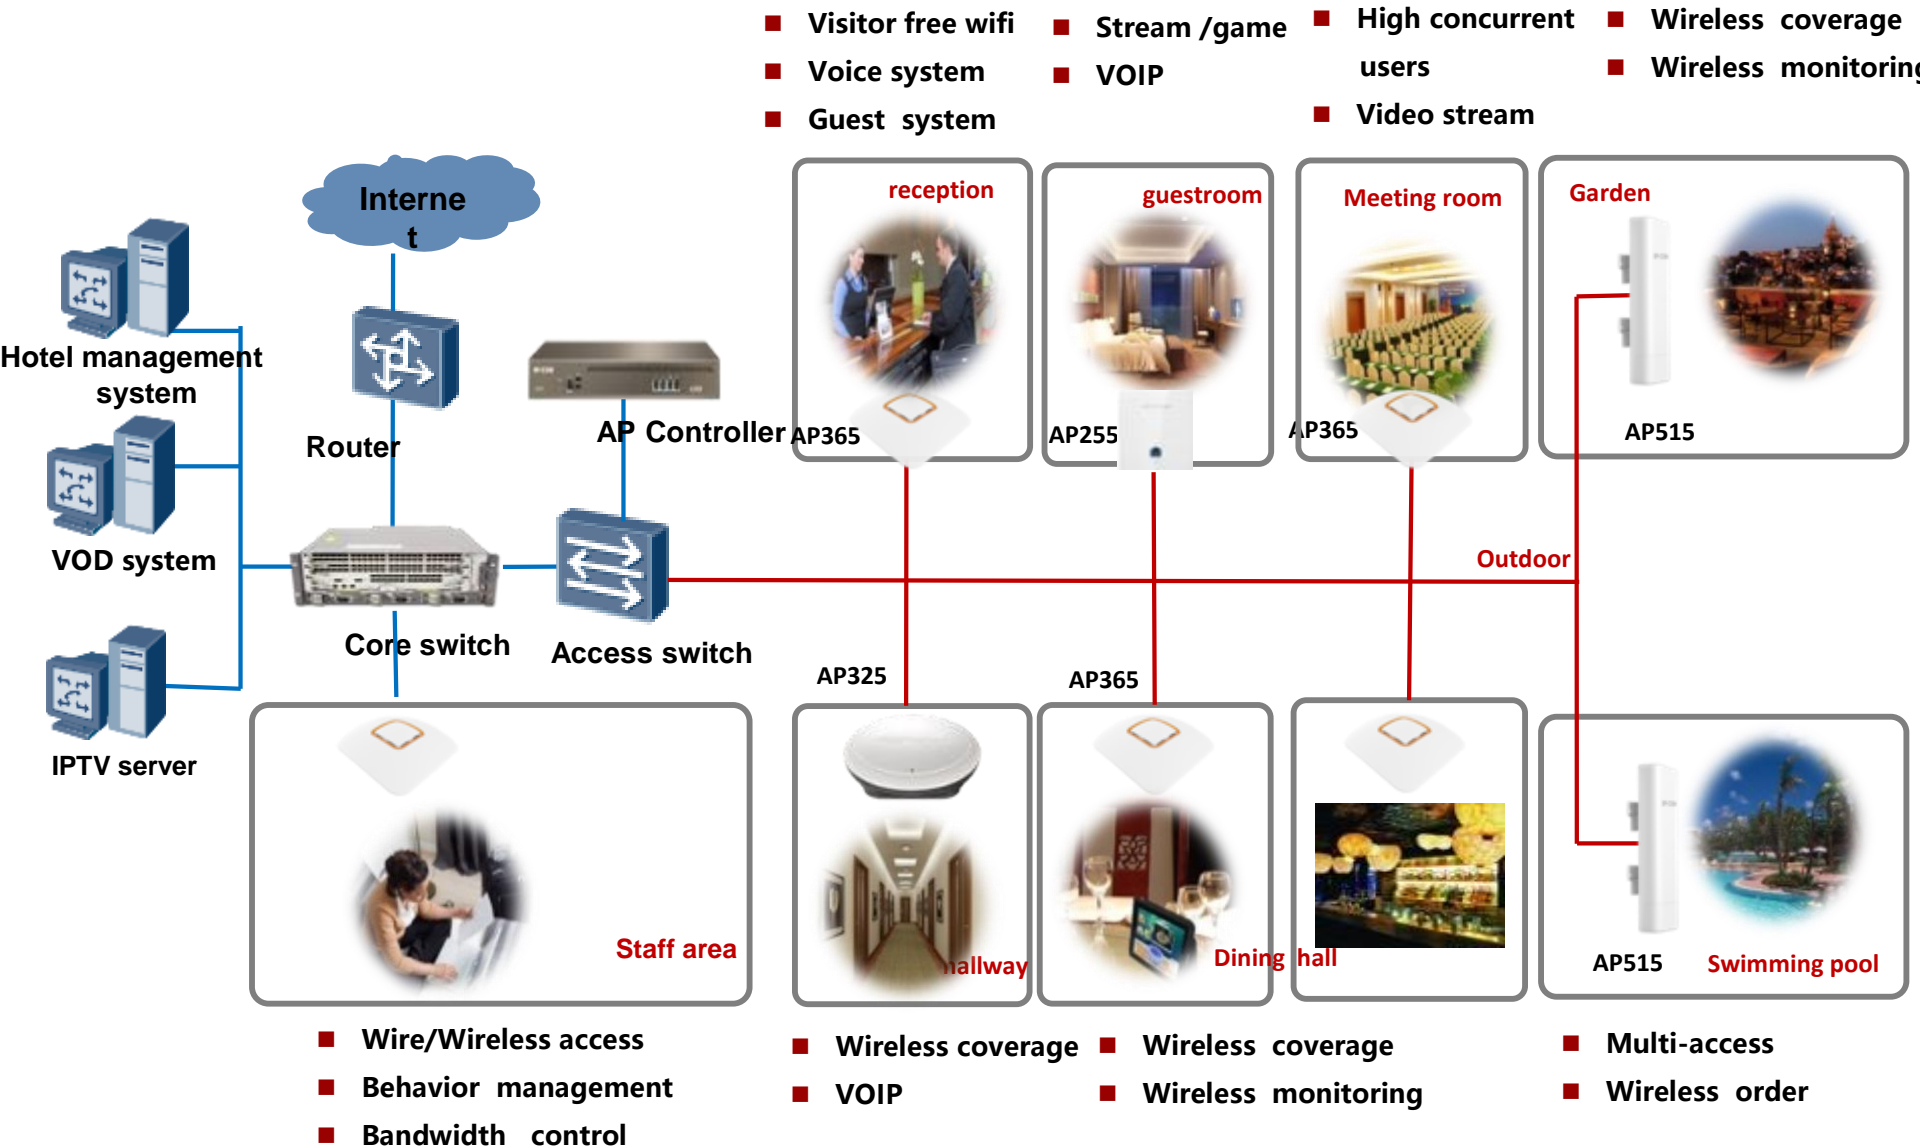 Visitor free wifi
Voice system
Guest system
Stream /game
VOIP
High concurrent
users
Video stream
Wireless coverage
Wireless monitoring
Interne
t
Hotel management
system
VOD system
IPTV server
Router
AP Controller
Core switch
Access switch
reception
AP365
guestroom
AP255
Meeting room
AP365
Garden
AP515
Outdoor
AP325
AP365
Staff area
hallway
Dining hall
AP515
Swimming pool
Wire/Wireless access
Behavior management
Bandwidth control
Wireless coverage
VOIP
Wireless coverage
Wireless monitoring
Multi-access
Wireless order